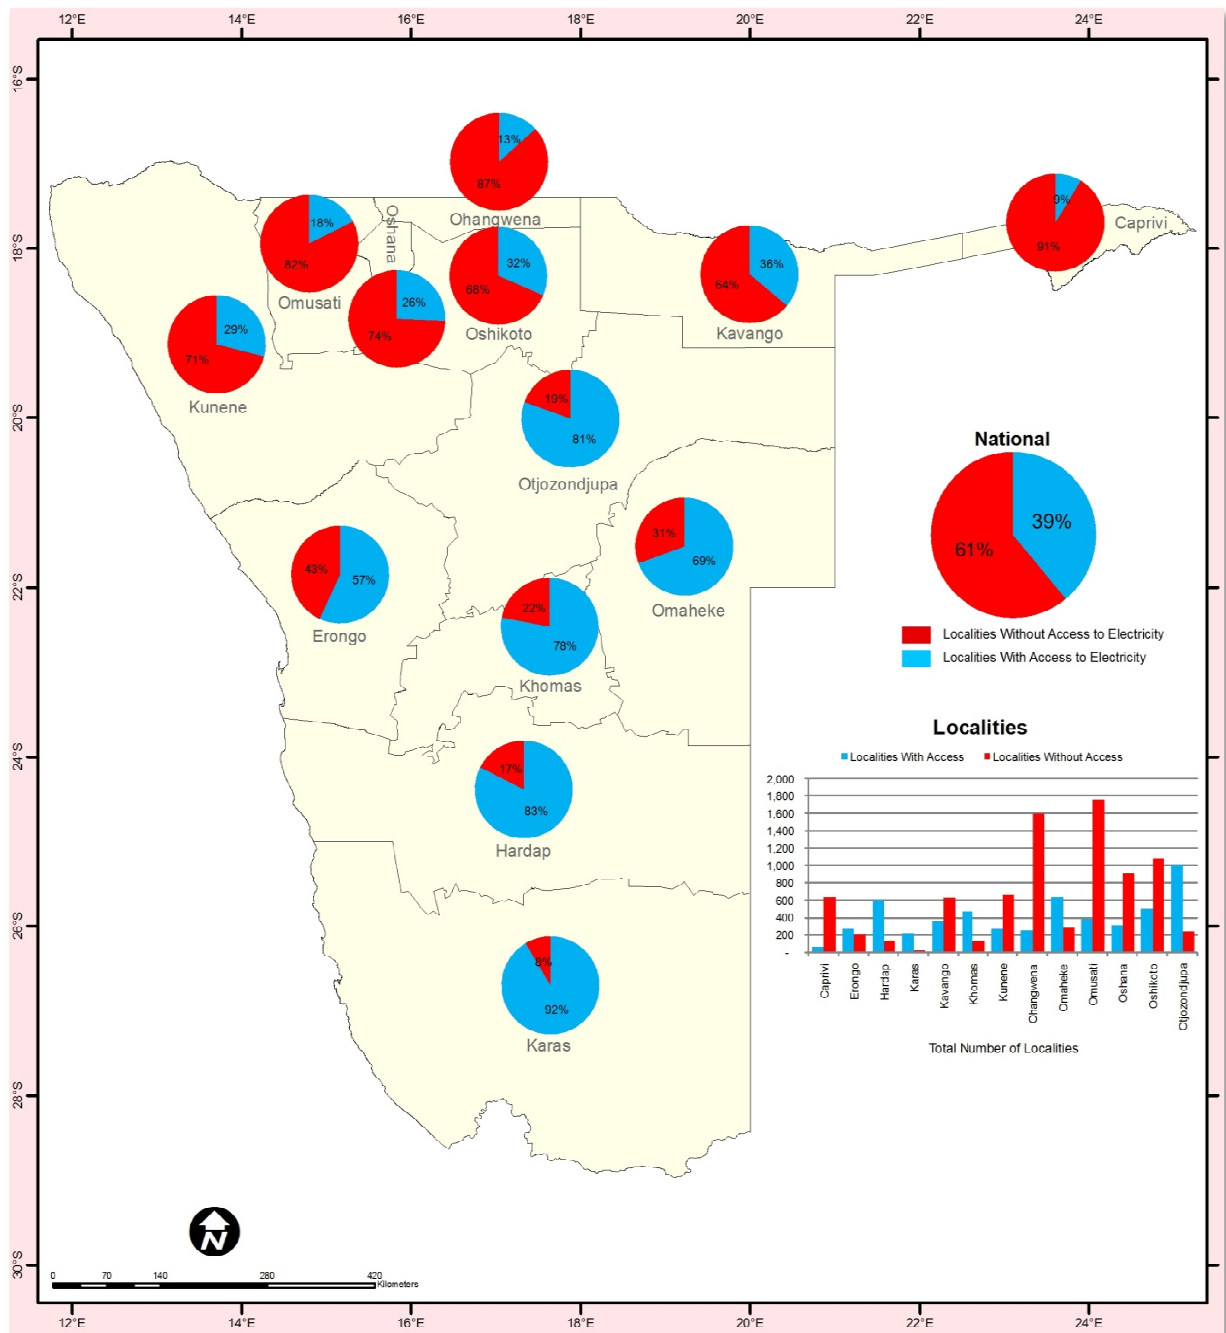 12°E 14°E 16°E 18°E 20°E 22°E 24°E
16°S
18°S
20°S
22°S
24°S
26°S
28°S
30°S
13%
87%
Ohangwena
18%
82%
Omusati
Oshana
26%
74%
32%
68%
Oshikoto
36%
64%
Kavango
9%
91%
Caprivi
29%
71%
Kunene
19%
81%
Otjozondjupa
31%
69%
Omaheke
43%
57%
Erongo
22%
78%
Khomas
17%
83%
Hardap
8%
92%
Karas
National
39%
61%
Localities Without Access to Electricity
Localities With Access to Electricity
Localities
Localities With Access Localities Without Access
2,000
1,800
1,600
1,400
1,200
1,000
800
600
400
200
-
Caprivi
Erongo
Hardap
Karas
Kavango
Khomas
Kunene
Changwena
Omaheke
Omusati
Oshana
Oshikoto
Ctjozondjupa
Total Number of Localities
N
0 70 140 280 420
Kilometers
12°E 14°E 16°E 18°E 20°E 22°E 24°E